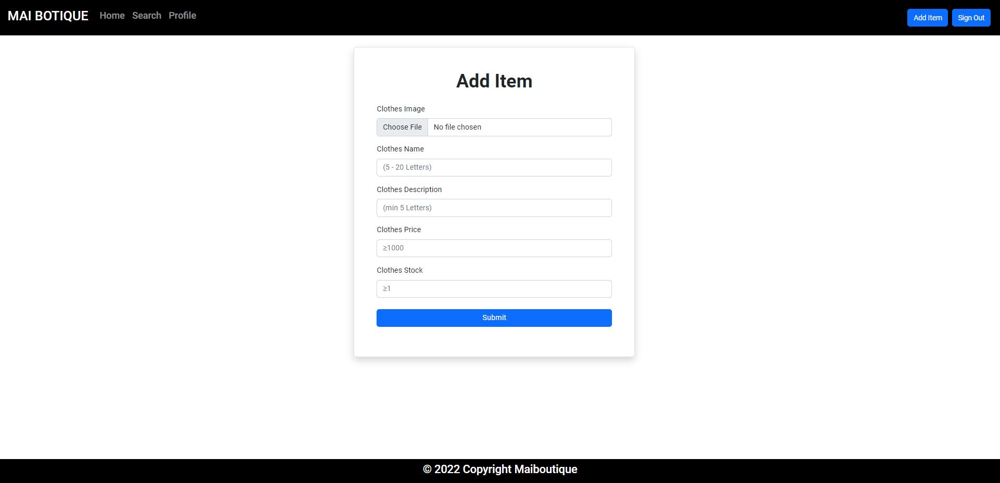 MAI BOTIQUE Home Search Profile Add Item Sign Out
Add Item
Clothes Image
Choose File No file chosen
Clothes Name
(5 - 20 Letters)
Clothes Description
(min 5 Letters)
Clothes Price
≥1000
Clothes Stock
≥1
Submit
© 2022 Copyright Maiboutique